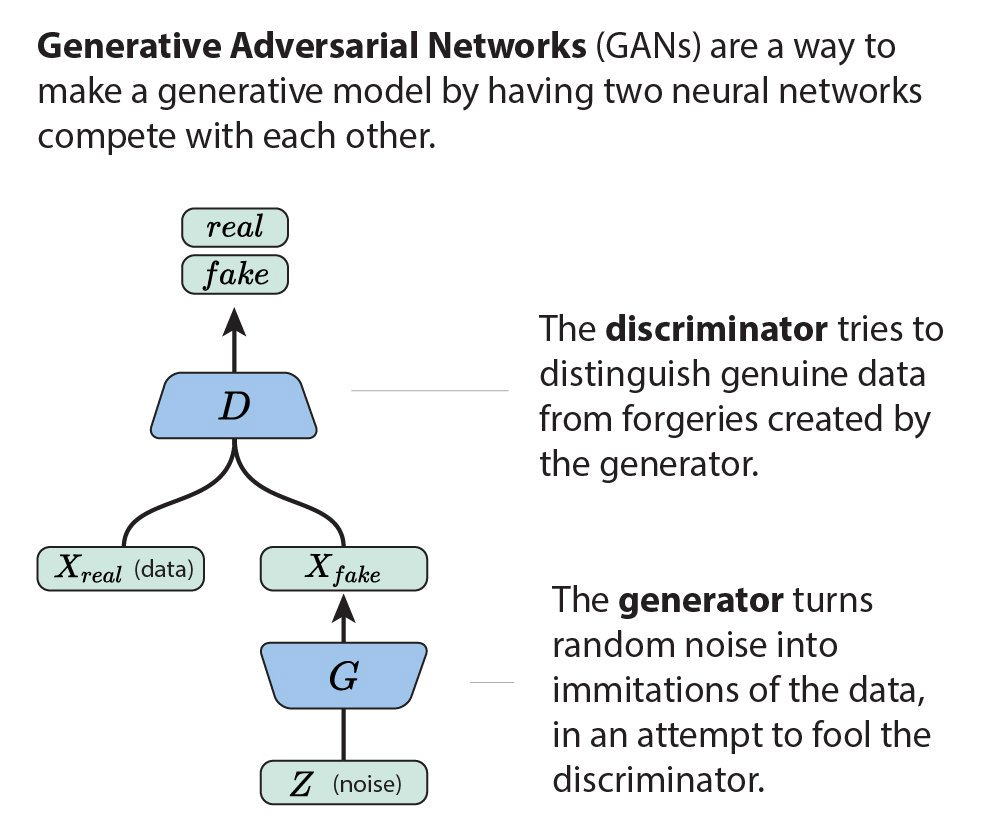 Generative Adversarial Networks (GANs) are a way to
make a generative model by having two neural networks
compete with each other.
real
fake
The discriminator tries to
distinguish genuine data
from forgeries created by
the generator.
D
X_real (data)
X_fake
The generator turns
random noise into
immitations of the data,
in an attempt to fool the
discriminator.
G
Z (noise)